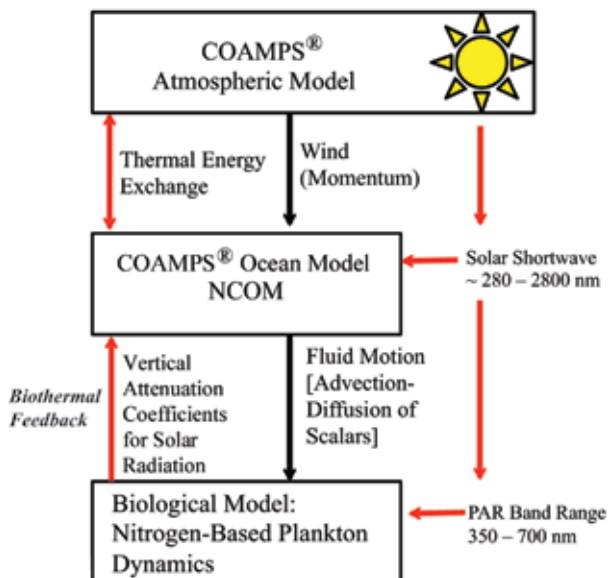 COAMPS®
Atmospheric Model
Thermal Energy
Exchange
Wind
(Momentum)
COAMPS® Ocean Model
NCOM
Solar Shortwave
~ 280 – 2800 nm
Biothermal
Feedback
Vertical
Attenuation
Coefficients
for Solar
Radiation
Fluid Motion
[Advection-
Diffusion of
Scalars]
Biological Model:
Nitrogen-Based Plankton
Dynamics
PAR Band Range
350 – 700 nm